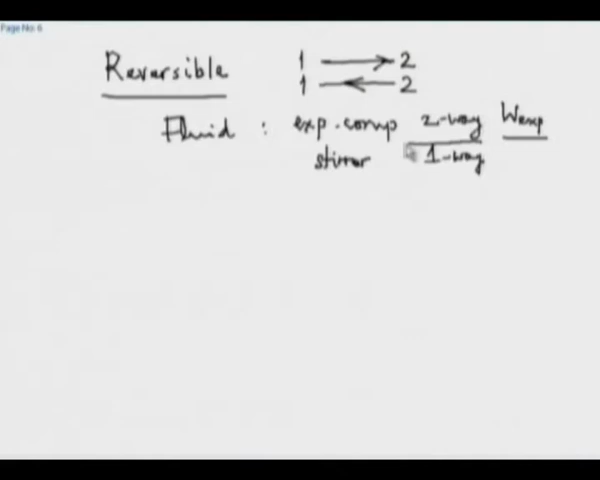 Page No: 6
Reversible 1 → 2
1 ← 2
Fluid : exp. comp 2-way Wexp
stirrer 1-way